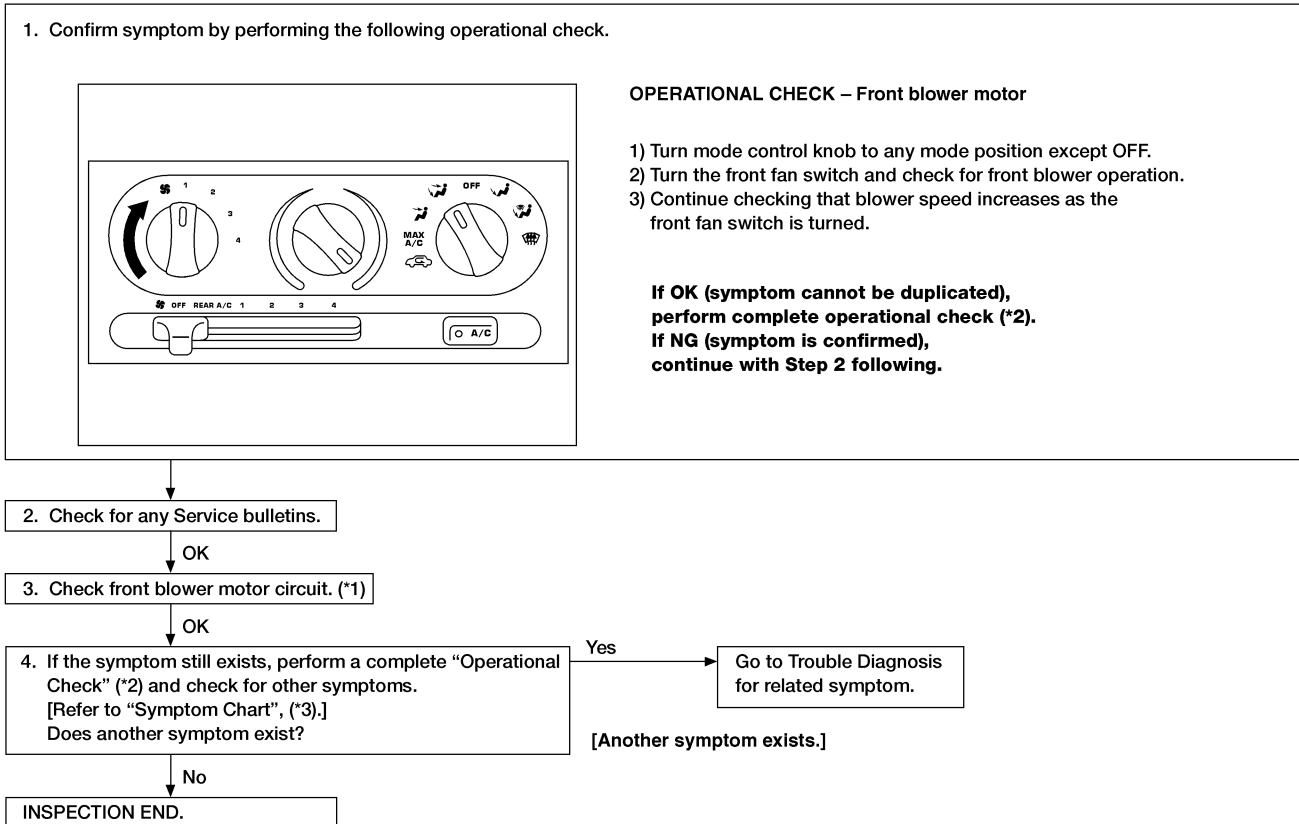 1. Confirm symptom by performing the following operational check.
OPERATIONAL CHECK – Front blower motor
1) Turn mode control knob to any mode position except OFF.
2) Turn the front fan switch and check for front blower operation.
3) Continue checking that blower speed increases as the
front fan switch is turned.
If OK (symptom cannot be duplicated),
perform complete operational check (*2).
If NG (symptom is confirmed),
continue with Step 2 following.
1
2
3
4
OFF
MAX
A/C
OFF REAR A/C 1 2 3 4
A/C
2. Check for any Service bulletins.
OK
3. Check front blower motor circuit. (*1)
OK
4. If the symptom still exists, perform a complete “Operational
Check” (*2) and check for other symptoms.
[Refer to “Symptom Chart”, (*3).]
Does another symptom exist?
Yes
Go to Trouble Diagnosis
for related symptom.
[Another symptom exists.]
No
INSPECTION END.